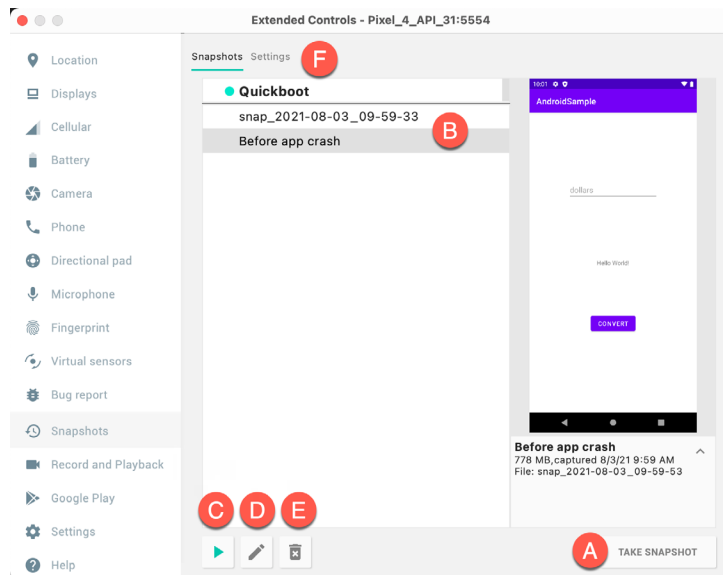 Extended Controls - Pixel_4_API_31:5554
Location
Displays
Cellular
Battery
Camera
Phone
Directional pad
Microphone
Fingerprint
Virtual sensors
Bug report
Snapshots
Record and Playback
Google Play
Settings
Help
Snapshots Settings
F
Quickboot
snap_2021-08-03_09-59-33
B
Before app crash
10:01
AndroidSample
dollars
Hello World!
CONVERT
Before app crash
778 MB,captured 8/3/21 9:59 AM
File: snap_2021-08-03_09-59-53
C D E
A
TAKE SNAPSHOT